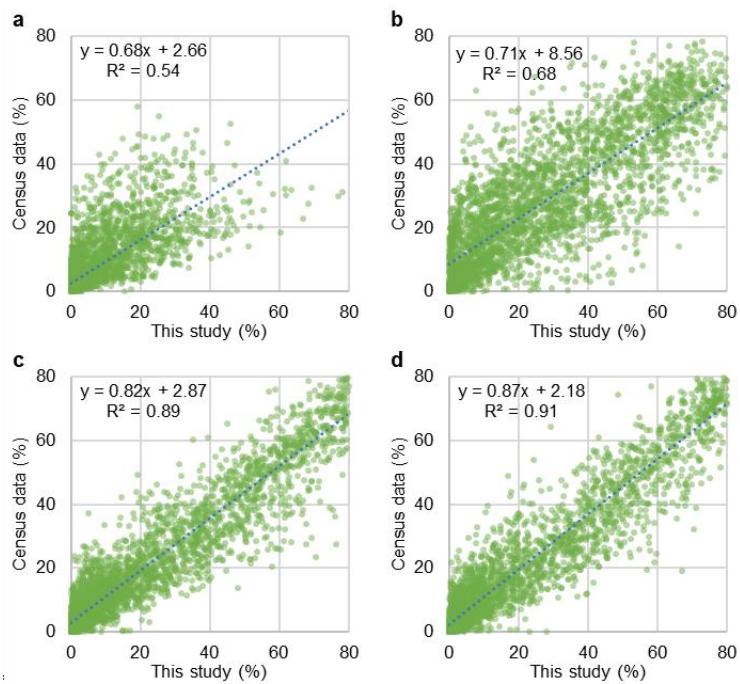 a
y = 0.68x + 2.66
R² = 0.54
80
60
40
20
0
Census data (%)
0 20 40 60 80
This study (%)
b
y = 0.71x + 8.56
R² = 0.68
80
60
40
20
0
Census data (%)
0 20 40 60 80
This study (%)
c
y = 0.82x + 2.87
R² = 0.89
80
60
40
20
0
Census data (%)
0 20 40 60 80
This study (%)
d
y = 0.87x + 2.18
R² = 0.91
80
60
40
20
0
Census data (%)
0 20 40 60 80
This study (%)